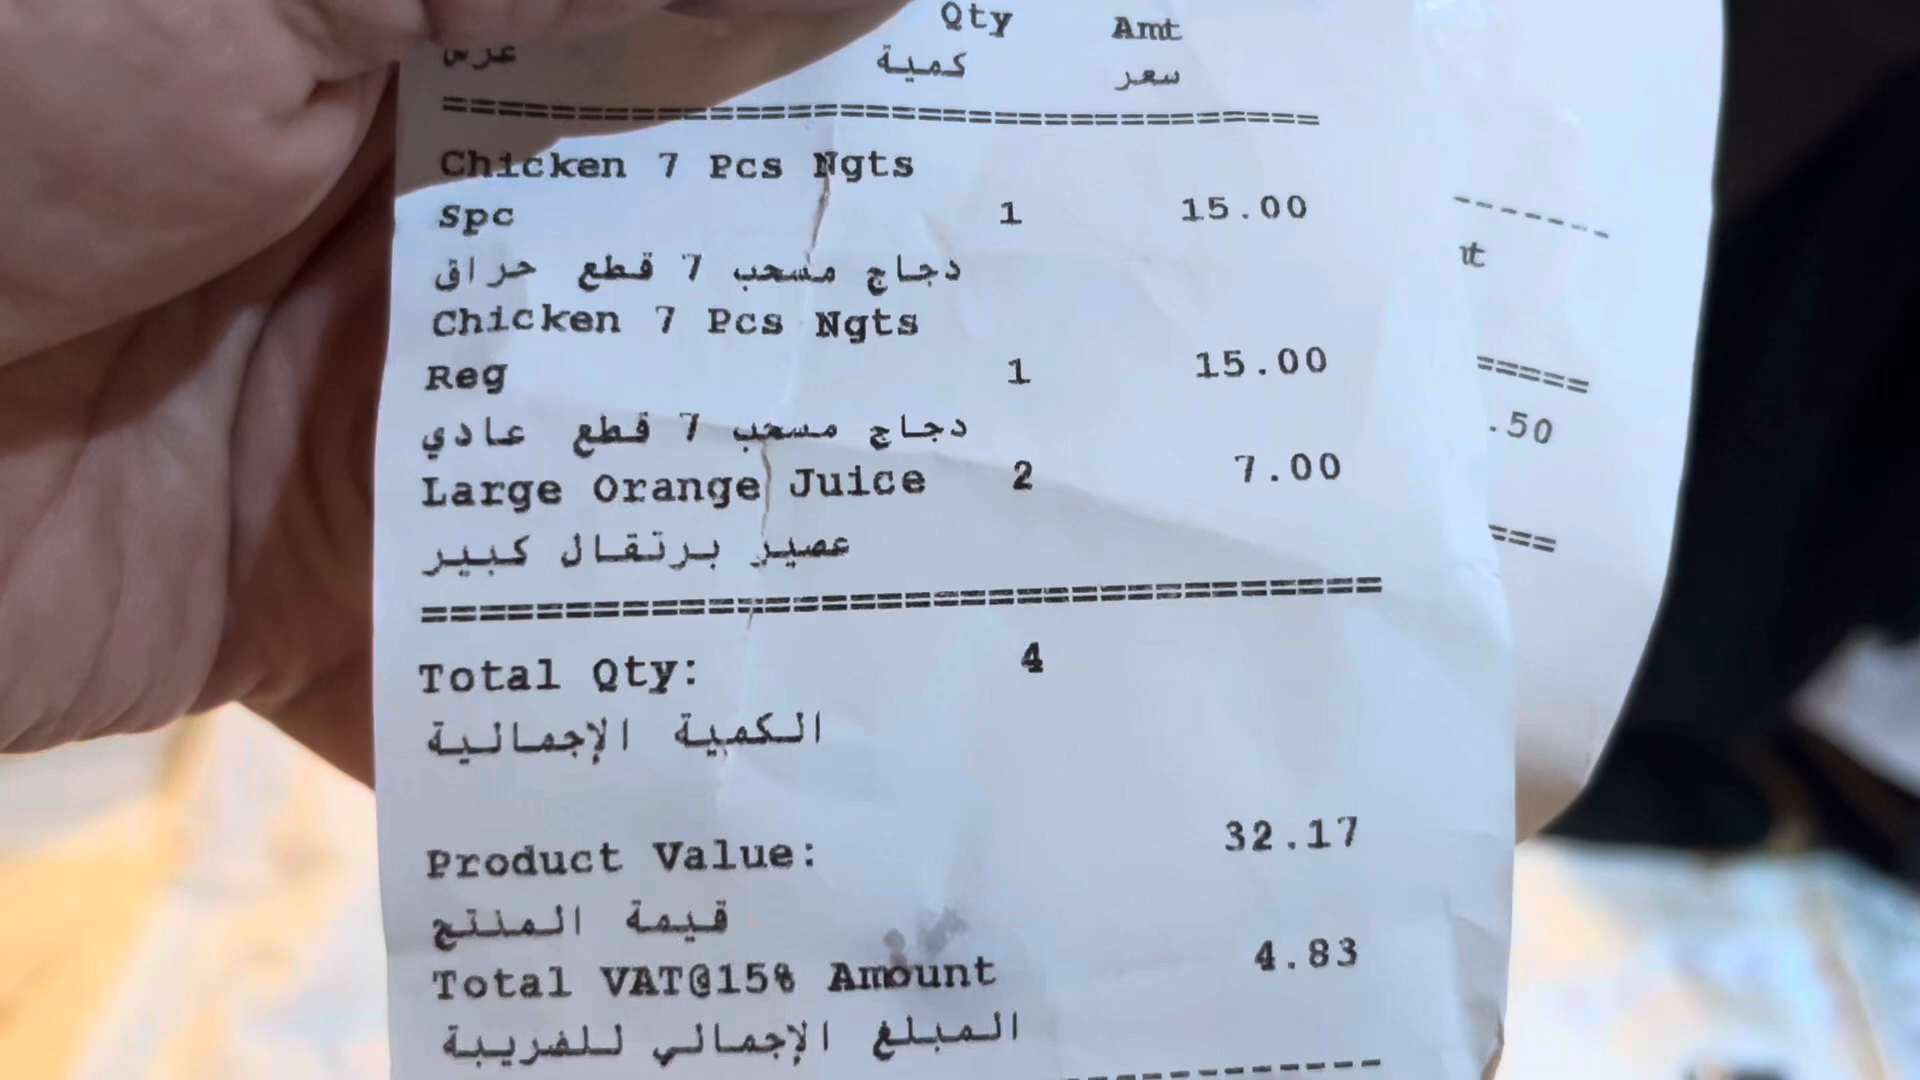 Qty Amt
عرض كمية سعر
====================================
Chicken 7 Pcs Ngts
Spc 1 15.00
دجاج مسحب 7 قطع حراق
Chicken 7 Pcs Ngts
Reg 1 15.00
دجاج مسحب 7 قطع عادي
Large Orange Juice 2 7.00
عصير برتقال كبير
====================================
Total Qty: 4
الكمية الإجمالية
Product Value: 32.17
قيمة المنتج
Total VAT@15% Amount 4.83
المبلغ الإجمالي للضريبة
.50